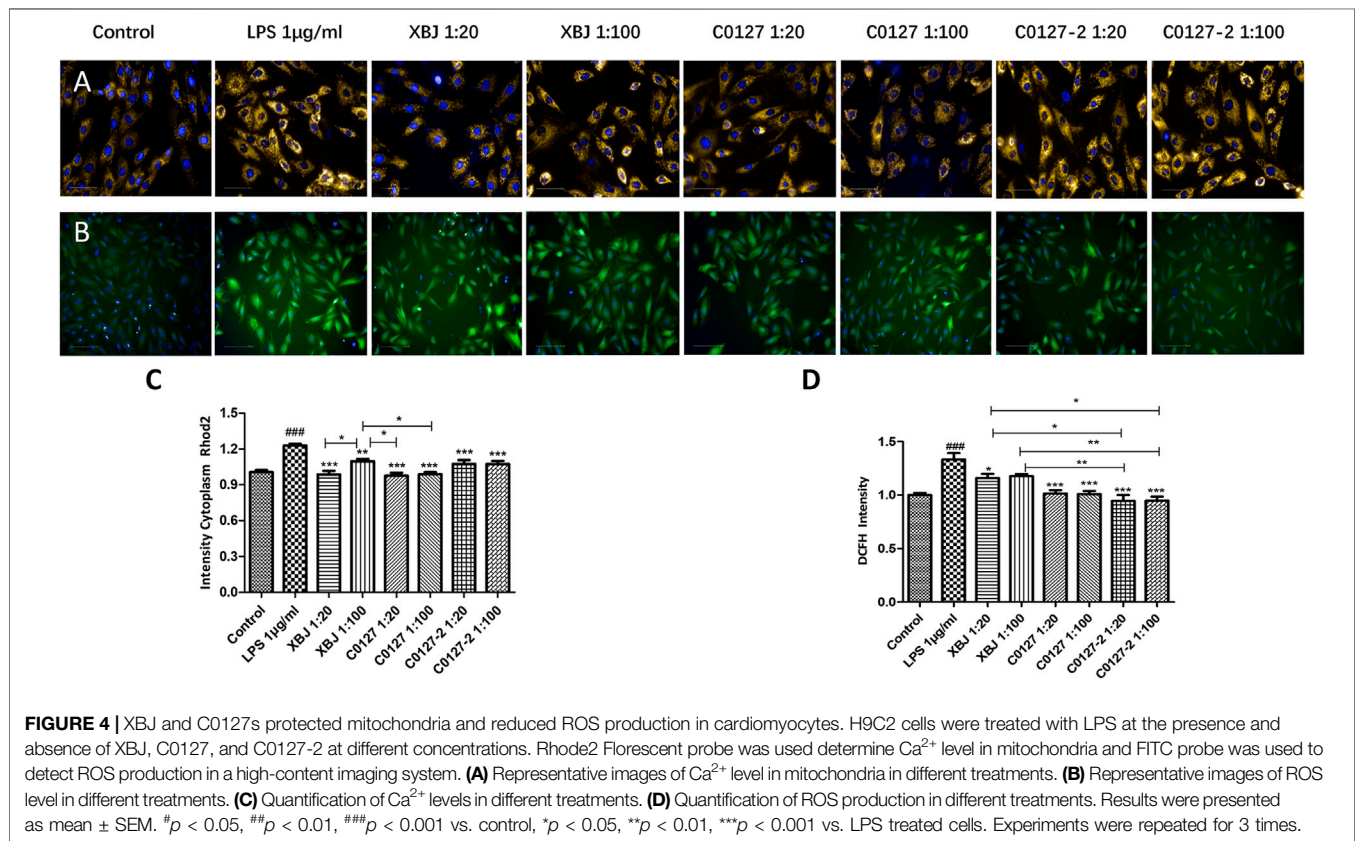 Control LPS 1µg/ml XBJ 1:20 XBJ 1:100 C0127 1:20 C0127 1:100 C0127-2 1:20 C0127-2 1:100
A
B
C
Intensity Cytoplasm Rhod2
1.5
1.2
0.9
0.6
0.3
0.0
###
***
*
**
*
*
***
***
***
***
Control
LPS 1µg/ml
XBJ 1:20
XBJ 1:100
C0127 1:20
C0127 1:100
C0127-2 1:20
C0127-2 1:100
D
DCFH Intensity
1.5
1.0
0.5
0.0
###
*
*
*
**
**
***
***
***
***
Control
LPS 1µg/ml
XBJ 1:20
XBJ 1:100
C0127 1:20
C0127 1:100
C0127-2 1:20
C0127-2 1:100
FIGURE 4 | XBJ and C0127s protected mitochondria and reduced ROS production in cardiomyocytes. H9C2 cells were treated with LPS at the presence and
absence of XBJ, C0127, and C0127-2 at different concentrations. Rhode2 Florescent probe was used determine Ca2+ level in mitochondria and FITC probe was used to
detect ROS production in a high-content imaging system. (A) Representative images of Ca2+ level in mitochondria in different treatments. (B) Representative images of ROS
level in different treatments. (C) Quantification of Ca2+ levels in different treatments. (D) Quantification of ROS production in different treatments. Results were presented
as mean ± SEM. #p < 0.05, ##p < 0.01, ###p < 0.001 vs. control, *p < 0.05, **p < 0.01, ***p < 0.001 vs. LPS treated cells. Experiments were repeated for 3 times.